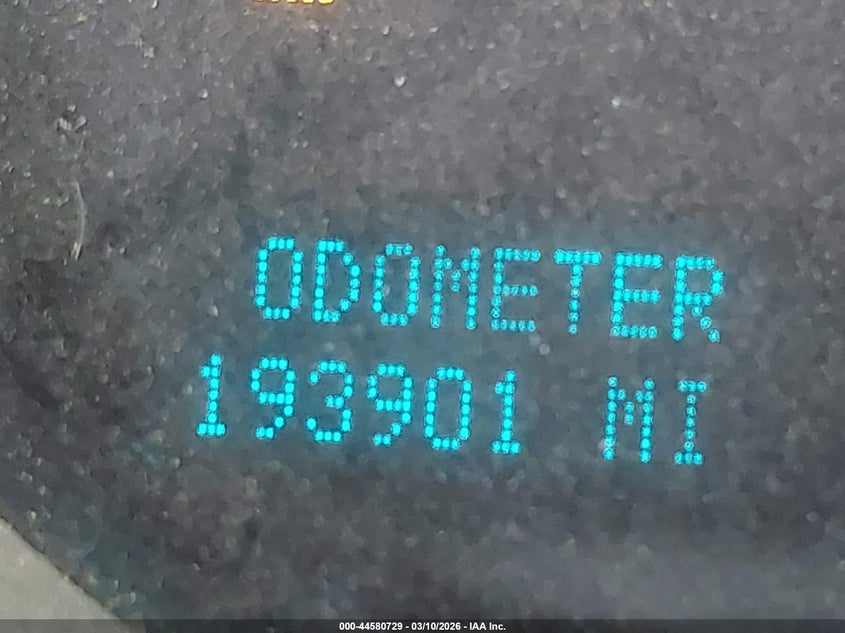 ODOMETER
193901 MI
000-44580729 - 03/10/2026 - IAA Inc.